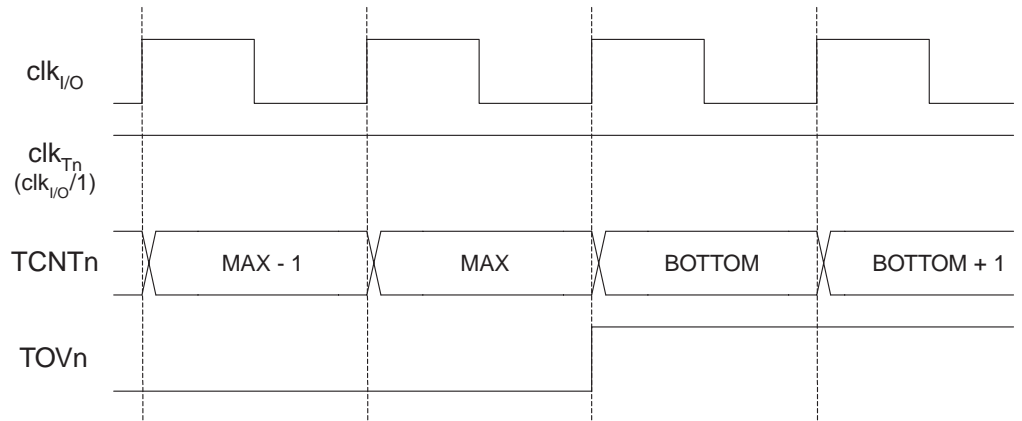 clkI/O
clkTn
(clkI/O/1)
TCNTn
MAX - 1
MAX
BOTTOM
BOTTOM + 1
TOVn